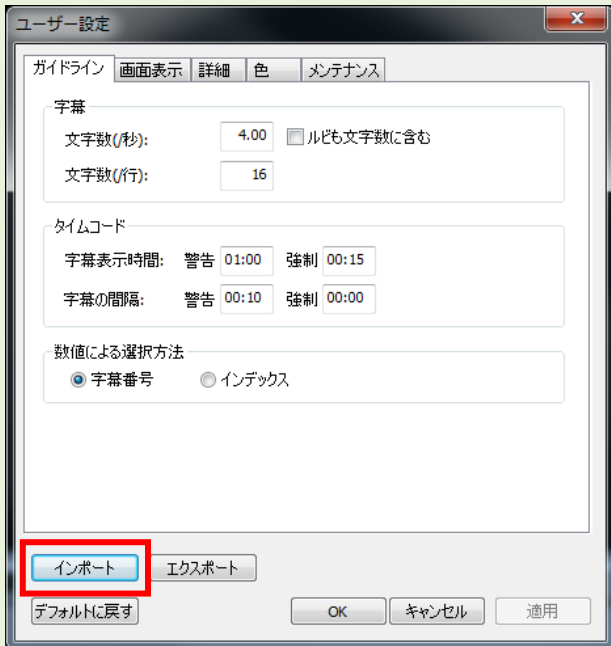 ユーザー設定
ガイドライン 画面表示 詳細 色 メンテナンス
字幕
文字数(/秒): 4.00 ルビも文字数に含む
文字数(/行): 16
タイムコード
字幕表示時間: 警告 01:00 強制 00:15
字幕の間隔: 警告 00:10 強制 00:00
数値による選択方法
字幕番号 インデックス
インポート エクスポート
デフォルトに戻す OK キャンセル 適用